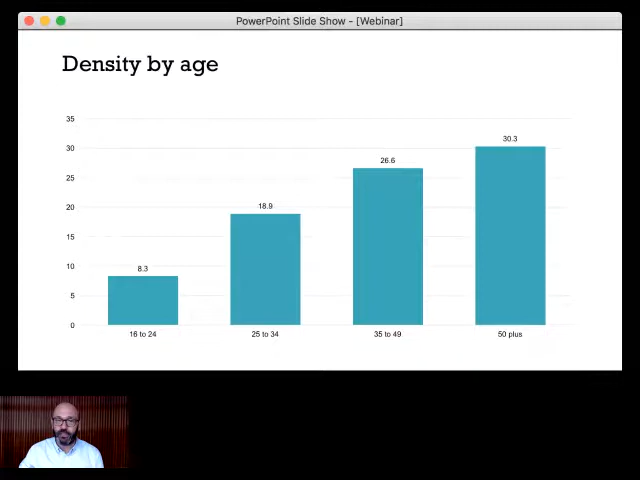 PowerPoint Slide Show - [Webinar]
Density by age
35
30
25
20
15
10
5
0
8.3
18.9
26.6
30.3
16 to 24
25 to 34
35 to 49
50 plus